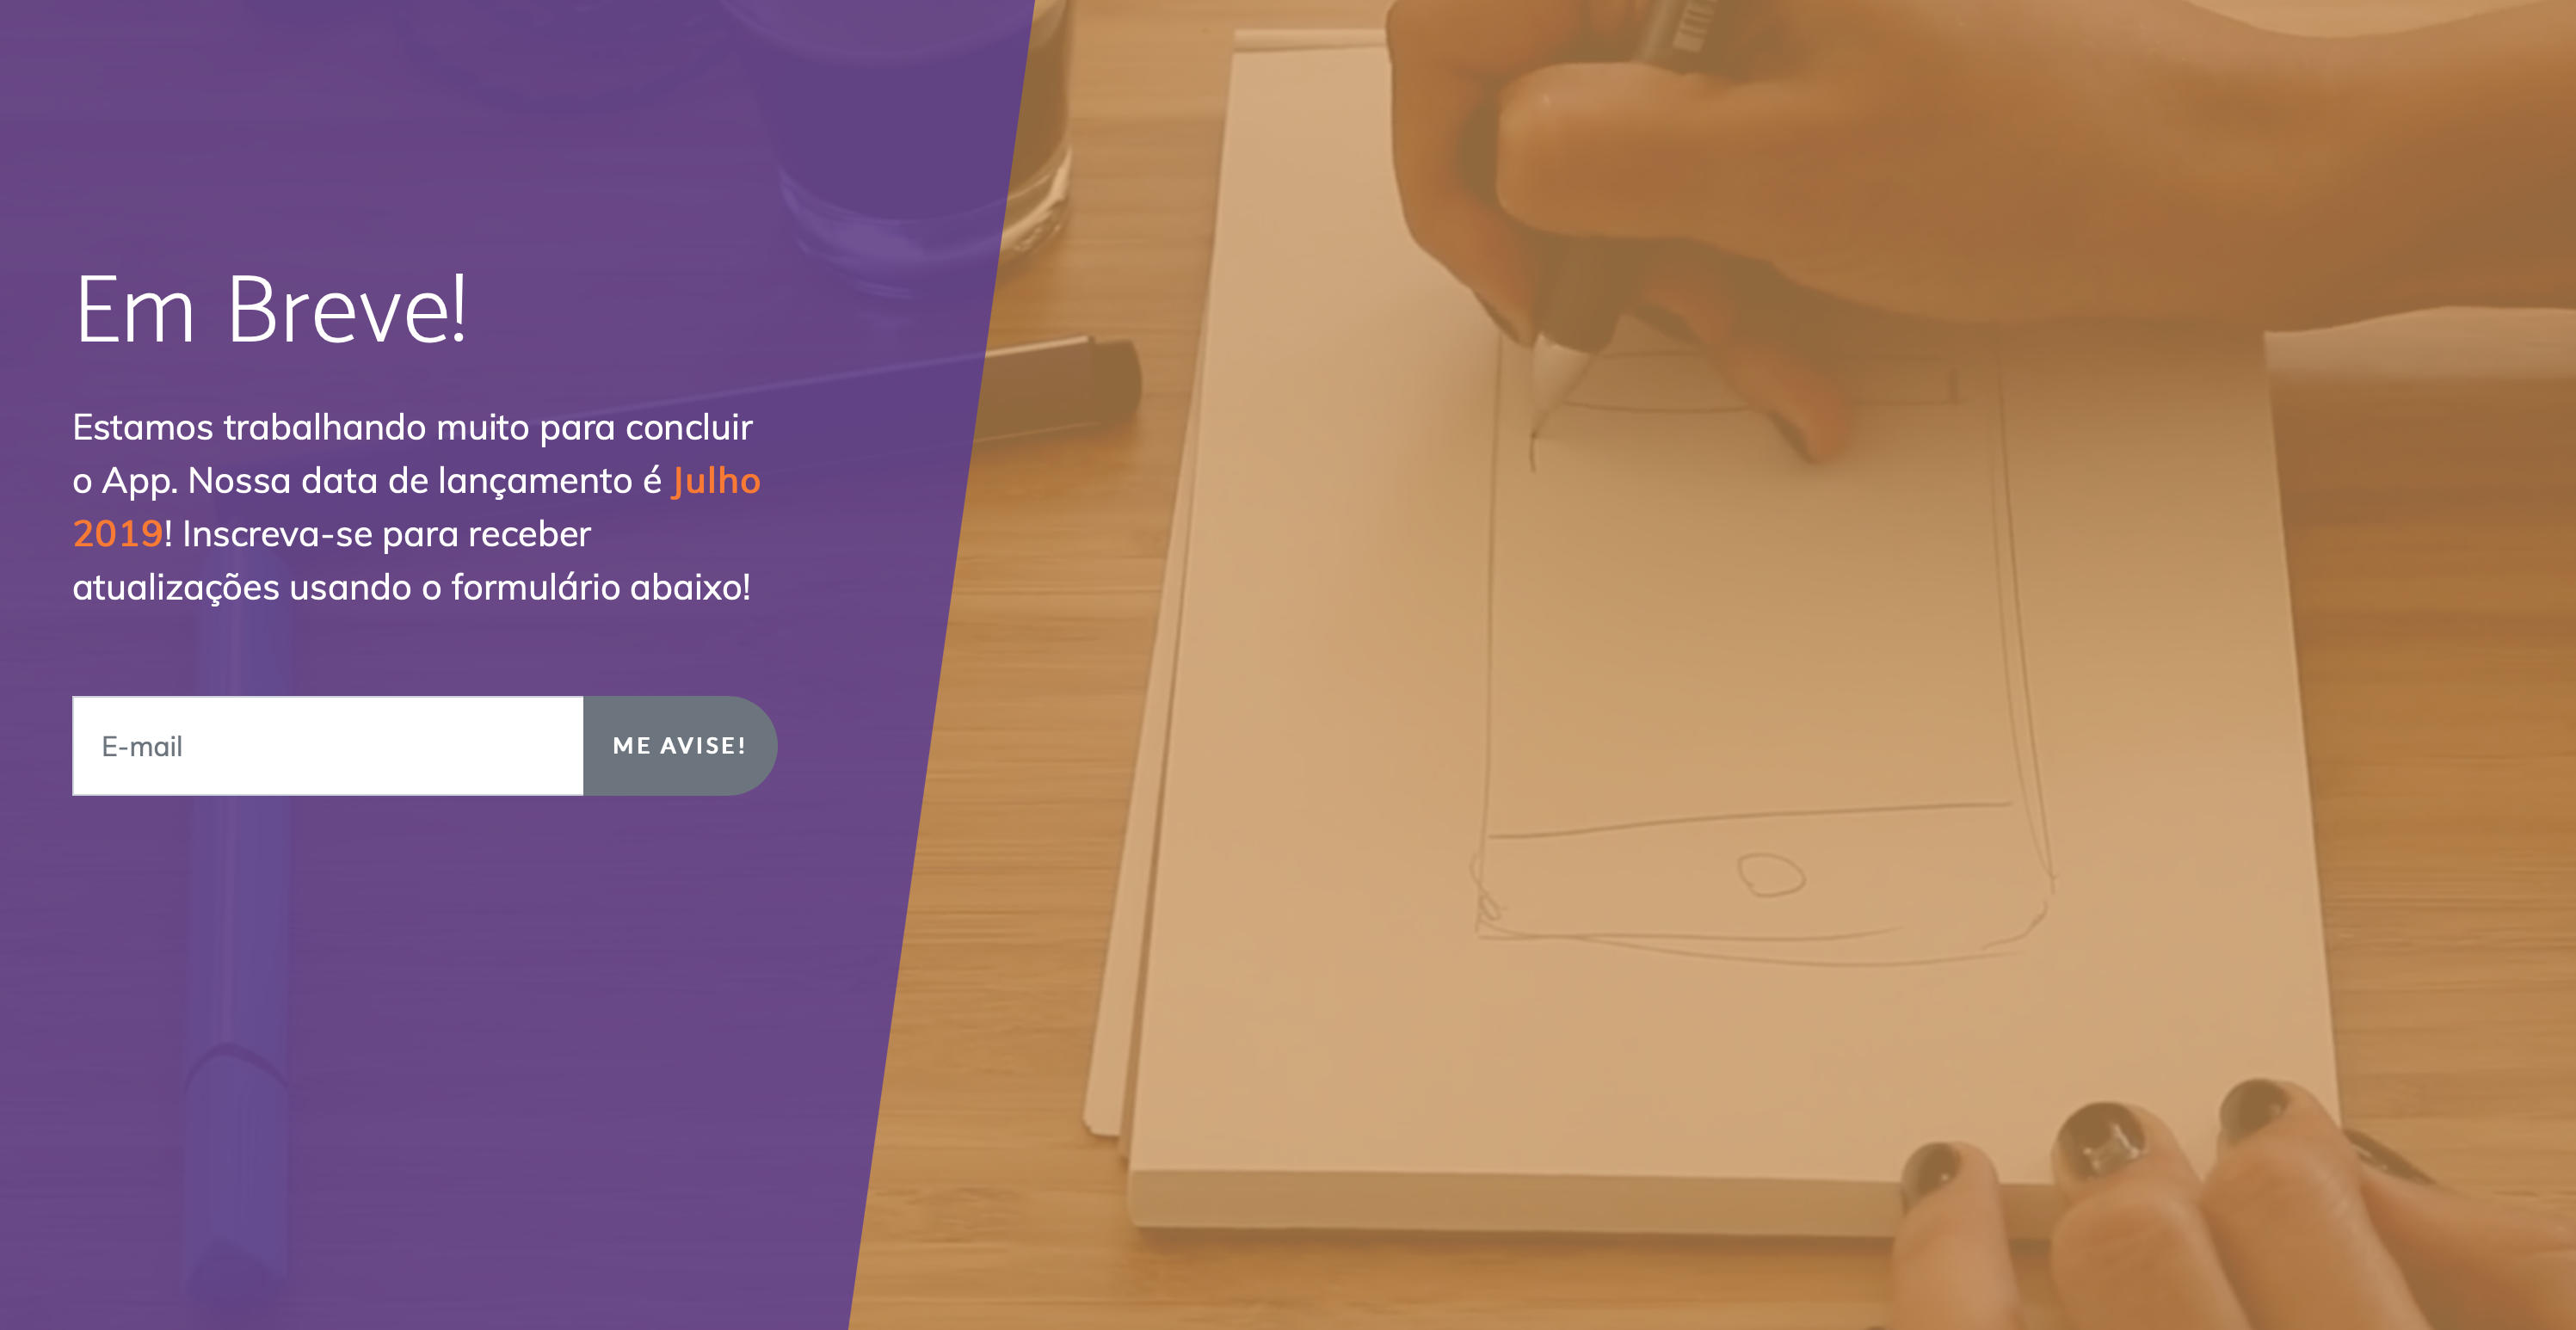 Em Breve!
Estamos trabalhando muito para concluir
o App. Nossa data de lançamento é Julho
2019! Inscreva-se para receber
atualizações usando o formulário abaixo!
E-mail
ME AVISE!